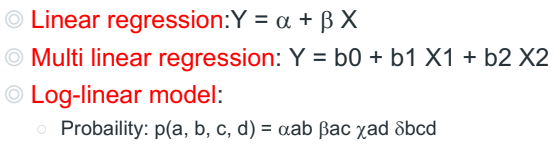 Linear regression:Y = α + β X
Multi linear regression: Y = b0 + b1 X1 + b2 X2
Log-linear model:
Probaility: p(a, b, c, d) = αab βac χad δbcd